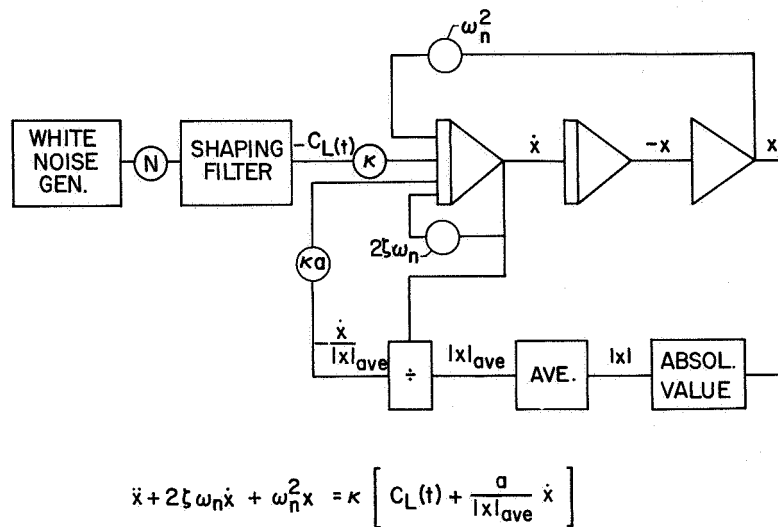 ω_n^2
WHITE NOISE GEN.
N
SHAPING FILTER
-C_L(t)
κ
ẋ
-x
x
2ζω_n
κa
-ẋ/|x|_ave
÷
|x|_ave
AVE.
|x|
ABSOL. VALUE
ẍ + 2ζω_nẋ + ω_n^2x = κ [ C_L(t) + a/|x|_ave ẋ ]